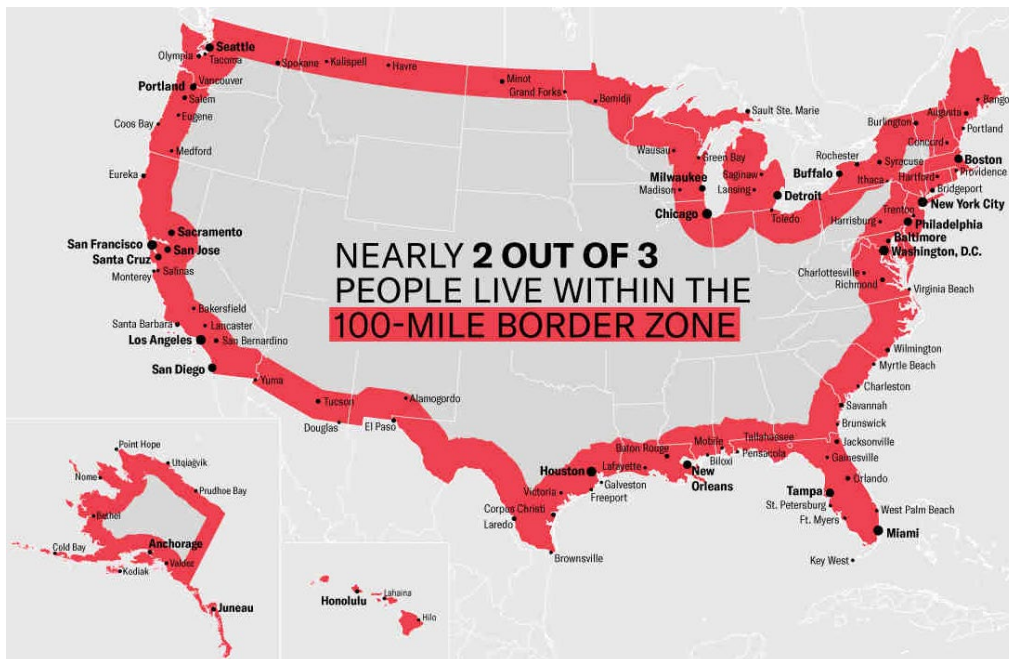 NEARLY 2 OUT OF 3
PEOPLE LIVE WITHIN THE
100-MILE BORDER ZONE
Seattle
Olympia
Tacoma
Spokane
Kalispell
Havre
Minot
Grand Forks
Bemidji
Sault Ste. Marie
Bango
Augusta
Burlington
Portland
Vancouver
Portland
Salem
Eugene
Coos Bay
Medford
Eureka
Wausau
Green Bay
Milwaukee
Saginaw
Madison
Lansing
Detroit
Chicago
Toledo
Buffalo
Rochester
Syracuse
Ithaca
Concord
Boston
Hartford
Providence
Bridgeport
New York City
Trenton
Harrisburg
Philadelphia
Baltimore
Washington, D.C.
Charlottesville
Richmond
Virginia Beach
Sacramento
San Francisco
San Jose
Santa Cruz
Monterey
Salinas
Bakersfield
Santa Barbara
Lancaster
Los Angeles
San Bernardino
San Diego
Yuma
Tucson
Douglas
El Paso
Alamogordo
Wilmington
Myrtle Beach
Charleston
Savannah
Brunswick
Jacksonville
Gainesville
Orlando
Tampa
St. Petersburg
Ft. Myers
West Palm Beach
Miami
Key West
Tallahassee
Pensacola
Mobile
Biloxi
Buton Rouge
New
Orleans
Lafayette
Houston
Galveston
Freeport
Victoria
Corpus Christi
Laredo
Brownsville
Point Hope
Utqiaġvik
Nome
Prudhoe Bay
Bethel
Anchorage
Cold Bay
Valdez
Kodiak
Juneau
Honolulu
Lahaina
Hilo